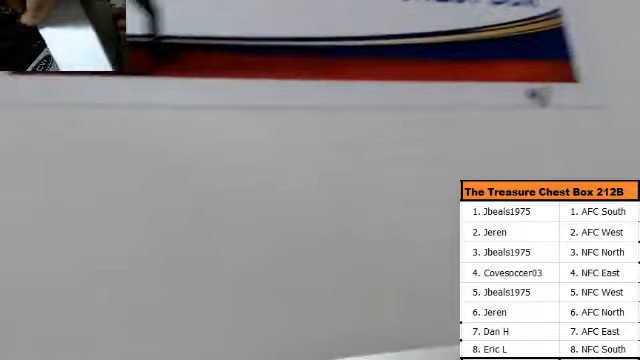 The Treasure Chest Box 212B
1. Jbeals1975 1. AFC South
2. Jeren 2. AFC West
3. Jbeals1975 3. NFC North
4. Covesoccer03 4. NFC East
5. Jbeals1975 5. NFC West
6. Jeren 6. AFC North
7. Dan H 7. AFC East
8. Eric L 8. NFC South